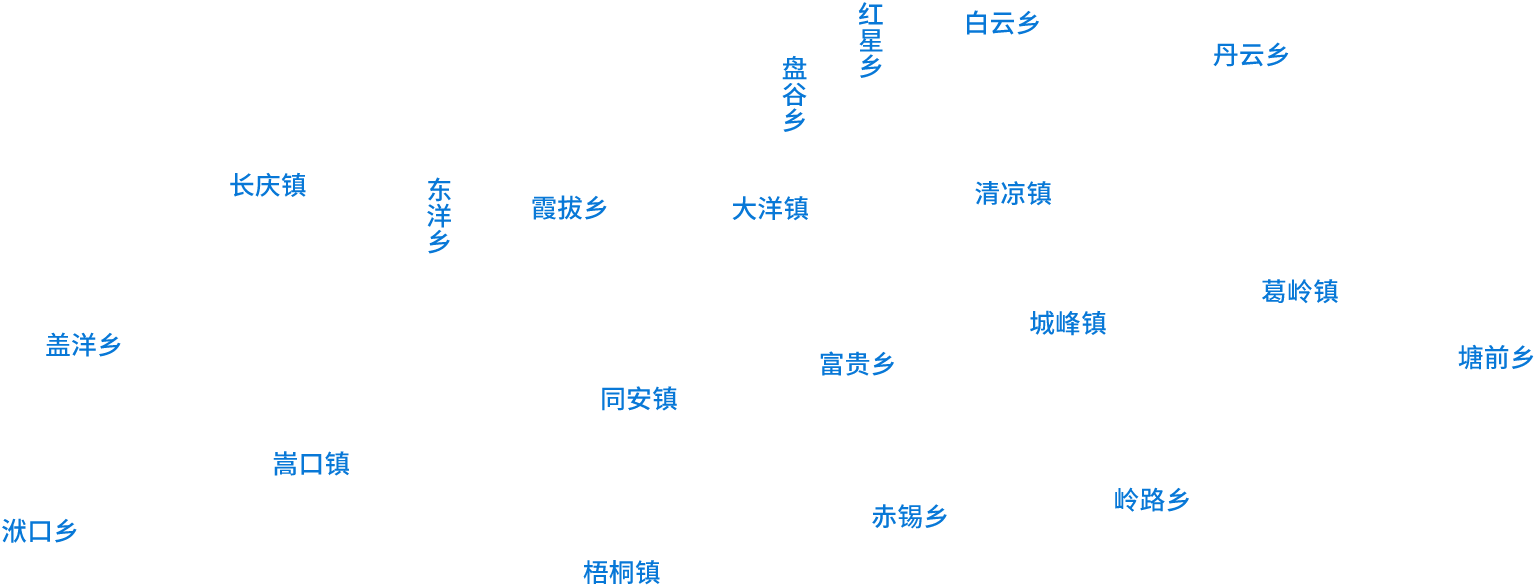 红星乡
白云乡
丹云乡
盘谷乡
长庆镇
东洋乡
霞拔乡
大洋镇
清凉镇
葛岭镇
城峰镇
盖洋乡
富贵乡
塘前乡
同安镇
嵩口镇
岭路乡
赤锡乡
洑口乡
梧桐镇